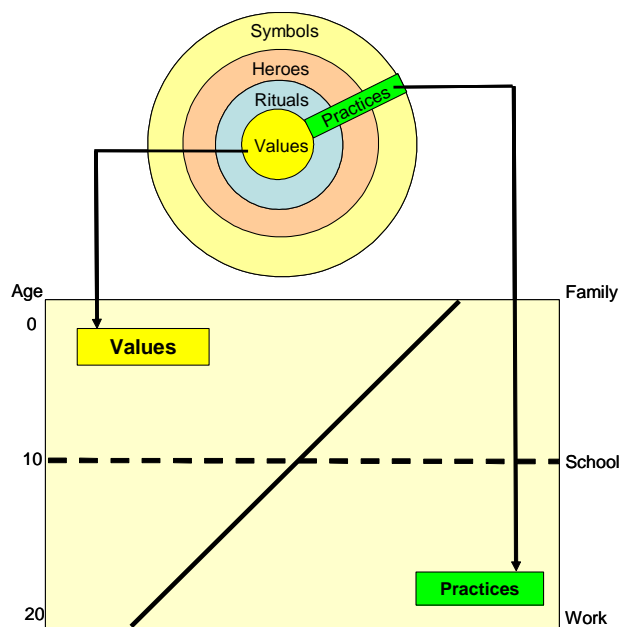 Symbols
Heroes
Rituals
Practices
Values
Age
Family
0
Values
10
School
Practices
20
Work